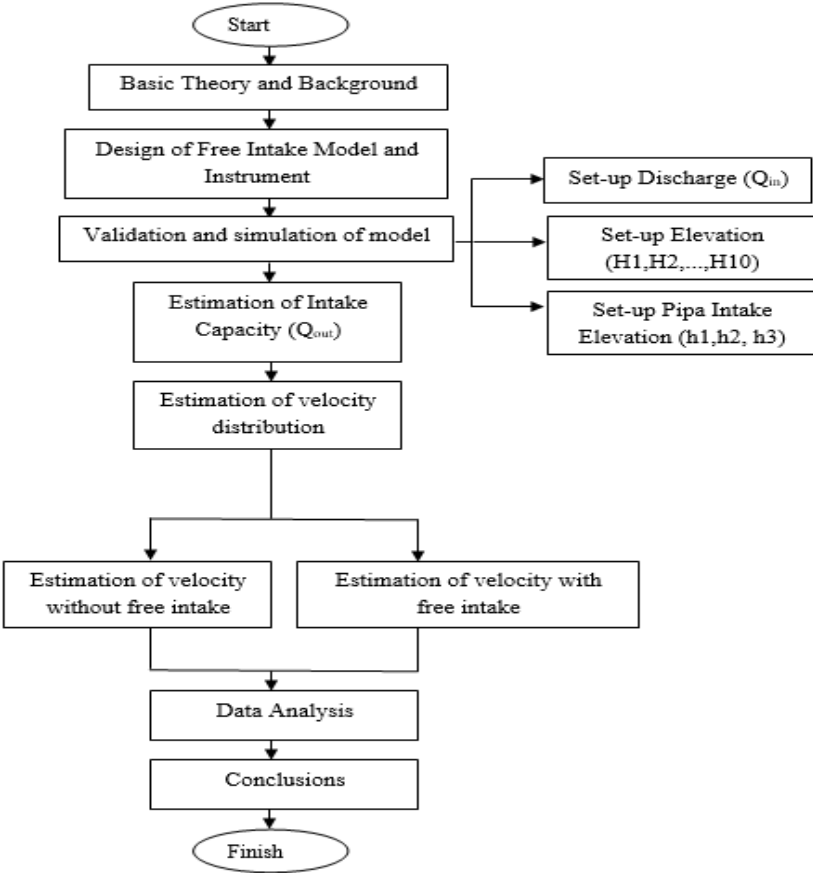 Start
Basic Theory and Background
Design of Free Intake Model and
Instrument
Validation and simulation of model
Set-up Discharge (Qin)
Set-up Elevation
(H1,H2,...,H10)
Set-up Pipa Intake
Elevation (h1,h2, h3)
Estimation of Intake
Capacity (Qout)
Estimation of velocity
distribution
Estimation of velocity
without free intake
Estimation of velocity with
free intake
Data Analysis
Conclusions
Finish